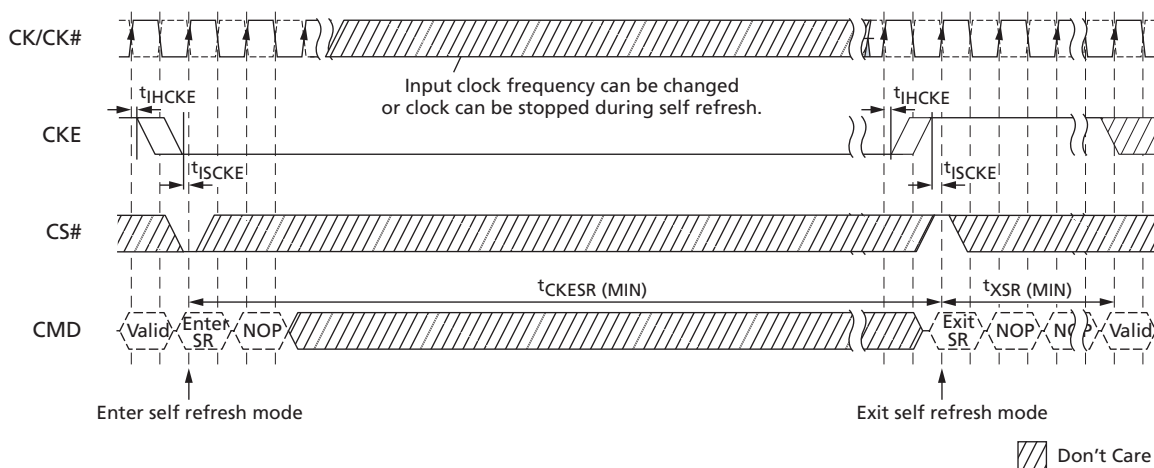 CK/CK#
Input clock frequency can be changed
or clock can be stopped during self refresh.
tIHCKE
tIHCKE
CKE
tISCKE
tISCKE
CS#
tCKESR (MIN)
tXSR (MIN)
CMD
Valid
Enter
SR
NOP
Exit
SR
NOP
NOP
Valid
Enter self refresh mode
Exit self refresh mode
Don't Care